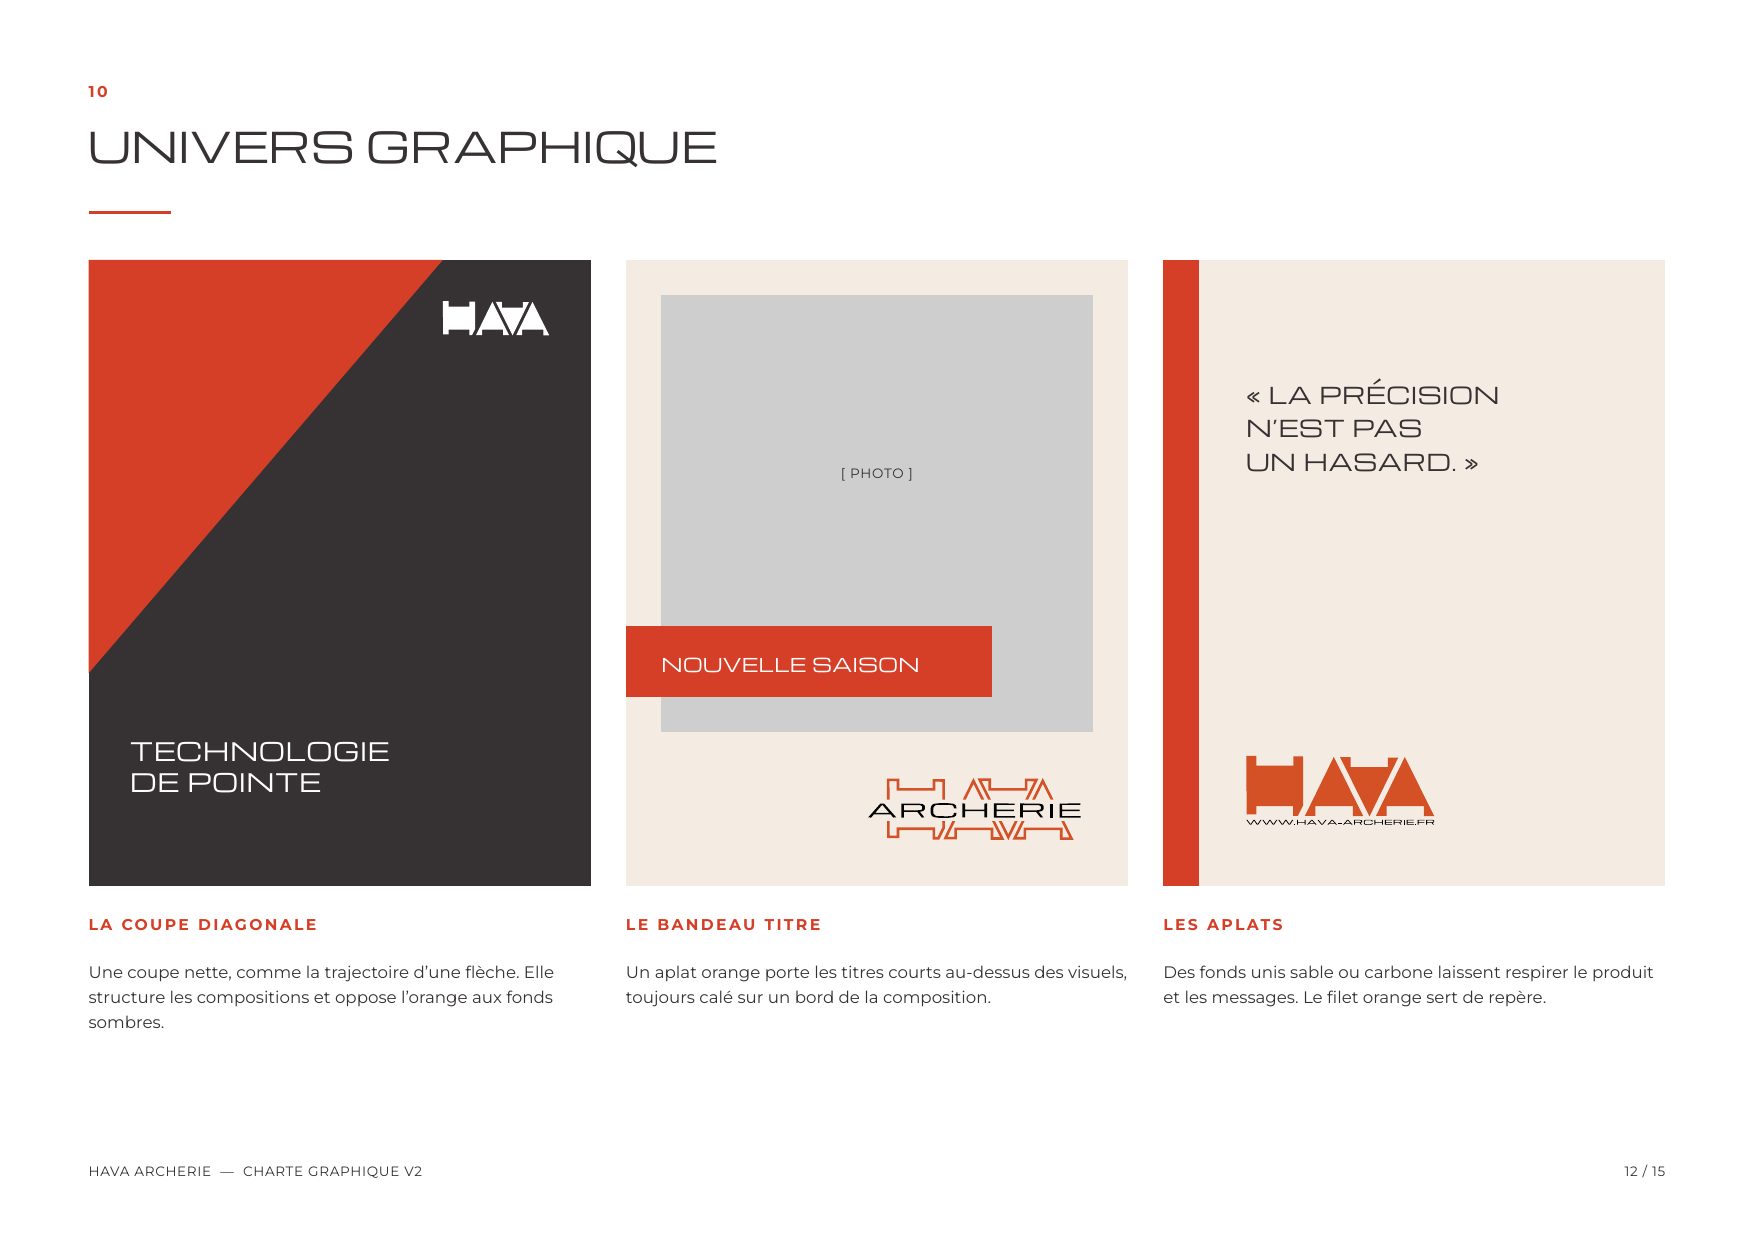 10
UNIVERS GRAPHIQUE
HAVA
TECHNOLOGIE
DE POINTE
[ PHOTO ]
NOUVELLE SAISON
HAVA
ARCHERIE
« LA PRÉCISION
N’EST PAS
UN HASARD. »
HAVA
WWW.HAVA-ARCHERIE.FR
LA COUPE DIAGONALE
Une coupe nette, comme la trajectoire d’une flèche. Elle
structure les compositions et oppose l’orange aux fonds
sombres.
LE BANDEAU TITRE
Un aplat orange porte les titres courts au-dessus des visuels,
toujours calé sur un bord de la composition.
LES APLATS
Des fonds unis sable ou carbone laissent respirer le produit
et les messages. Le filet orange sert de repère.
HAVA ARCHERIE — CHARTE GRAPHIQUE V2
12 / 15